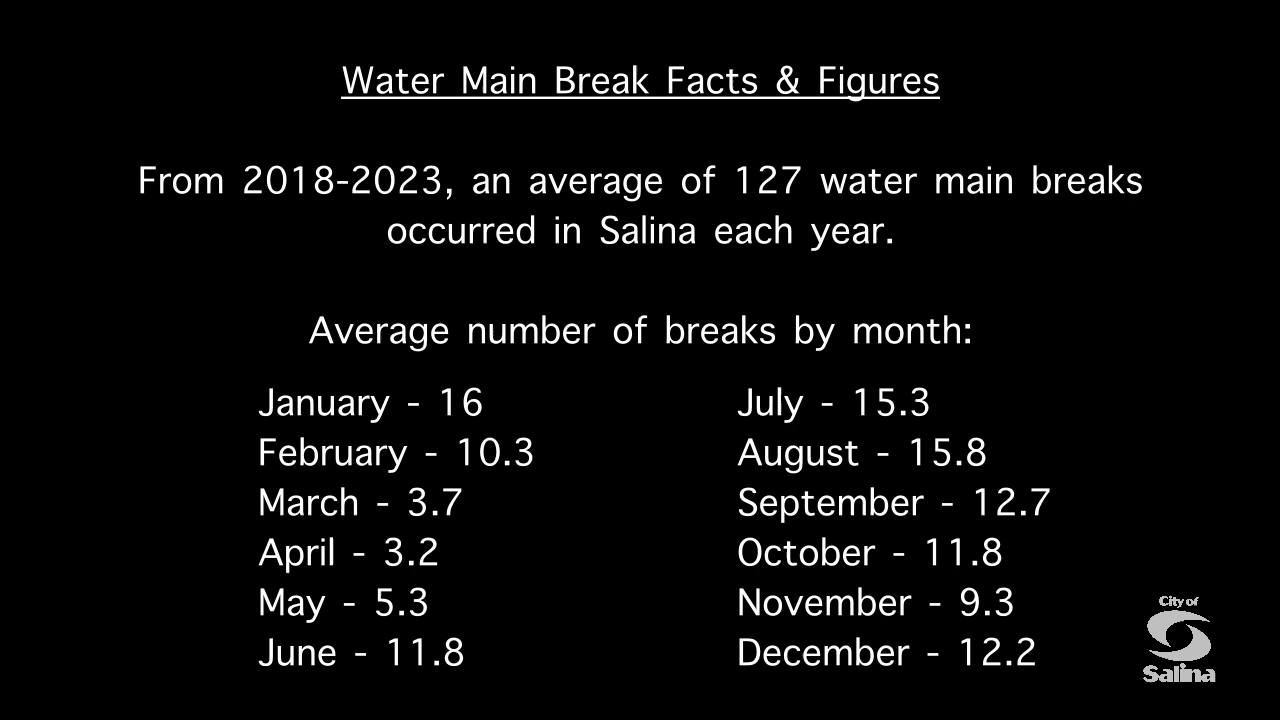 Water Main Break Facts & Figures
From 2018-2023, an average of 127 water main breaks
occurred in Salina each year.
Average number of breaks by month:
January - 16
February - 10.3
March - 3.7
April - 3.2
May - 5.3
June - 11.8
July - 15.3
August - 15.8
September - 12.7
October - 11.8
November - 9.3
December - 12.2
City of
Salina